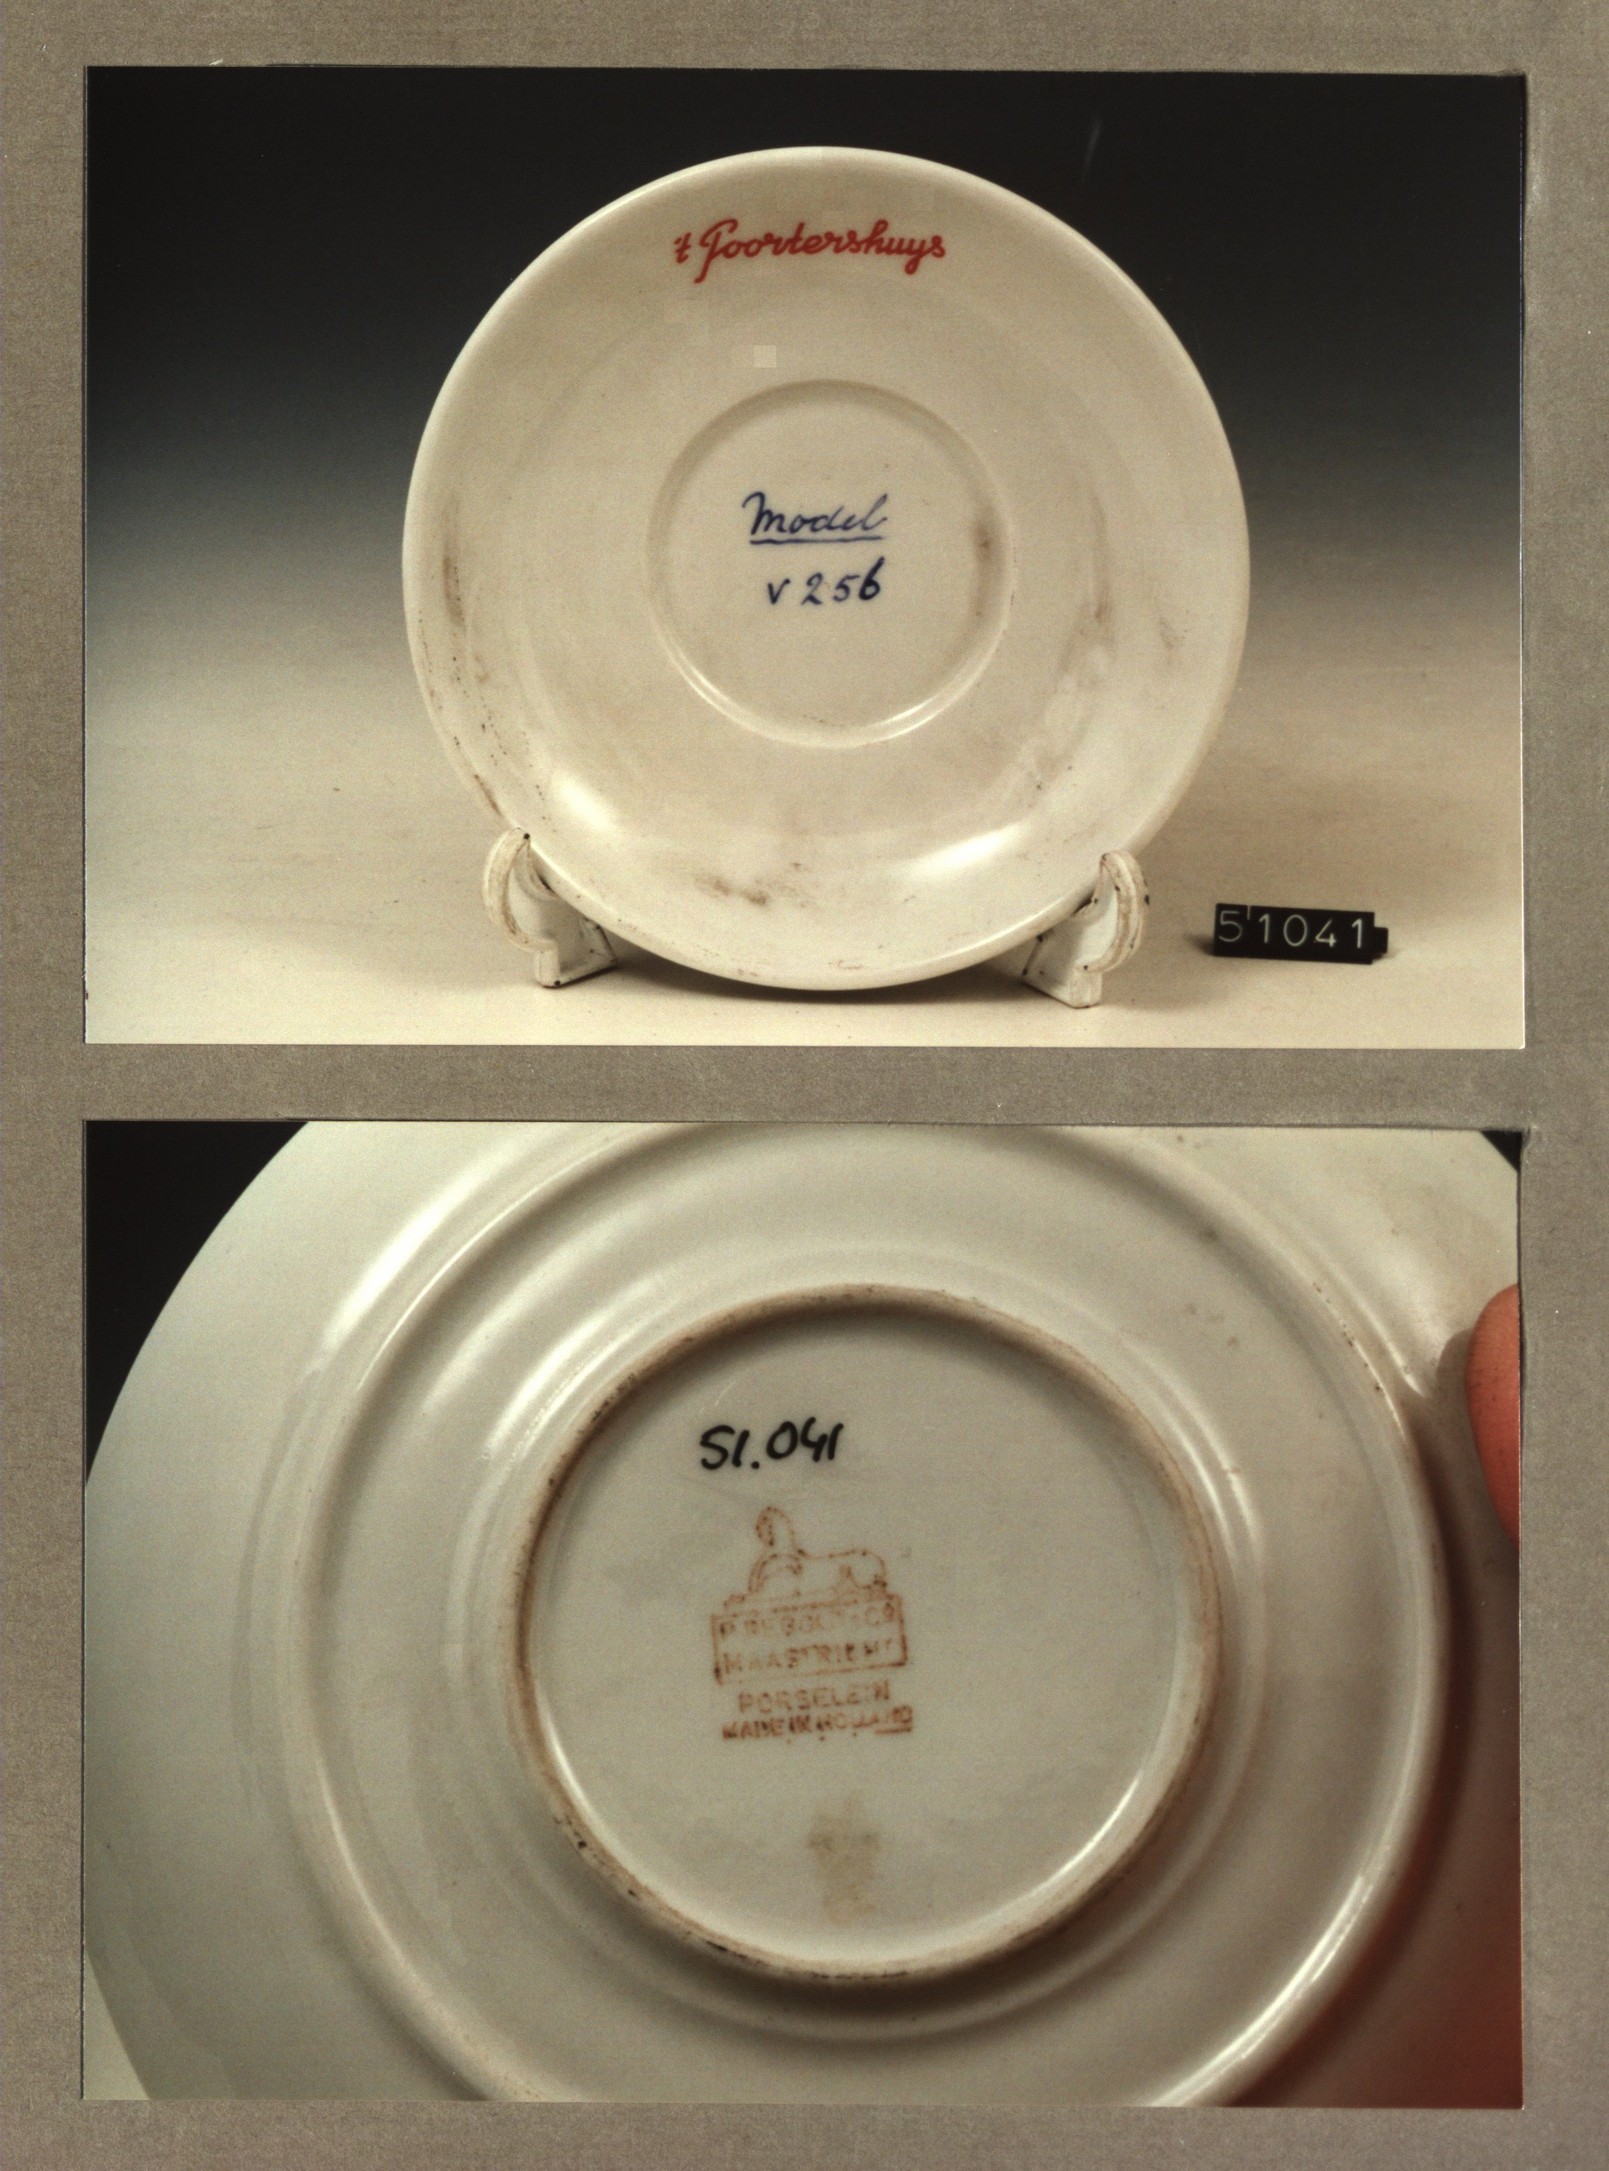 't Poortershuys
Model
v 256
51041
51.041
P. REGOUT & Co
MAASTRICHT
PORSELEIN
MADE IN HOLLAND